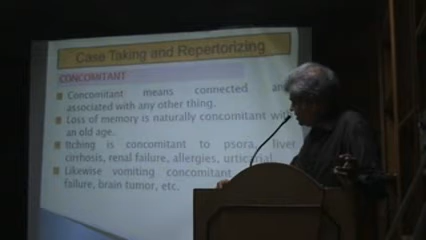 Case Taking and Repertorizing
CONCOMITANT
Concomitant means connected and
associated with any other thing.
Loss of memory is naturally concomitant with
an old age.
Itching is concomitant to psora, liver
cirrhosis, renal failure, allergies, urticaria
Likewise vomiting concomitant
failure, brain tumor, etc.